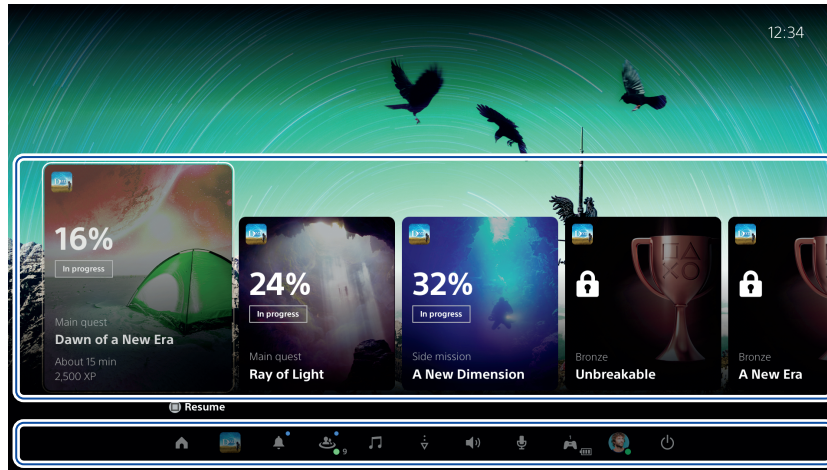 12:34
16%
In progress
Main quest
Dawn of a New Era
About 15 min
2,500 XP
24%
In progress
Main quest
Ray of Light
32%
In progress
Side mission
A New Dimension
Bronze
Unbreakable
Bronze
A New Era
Resume
9